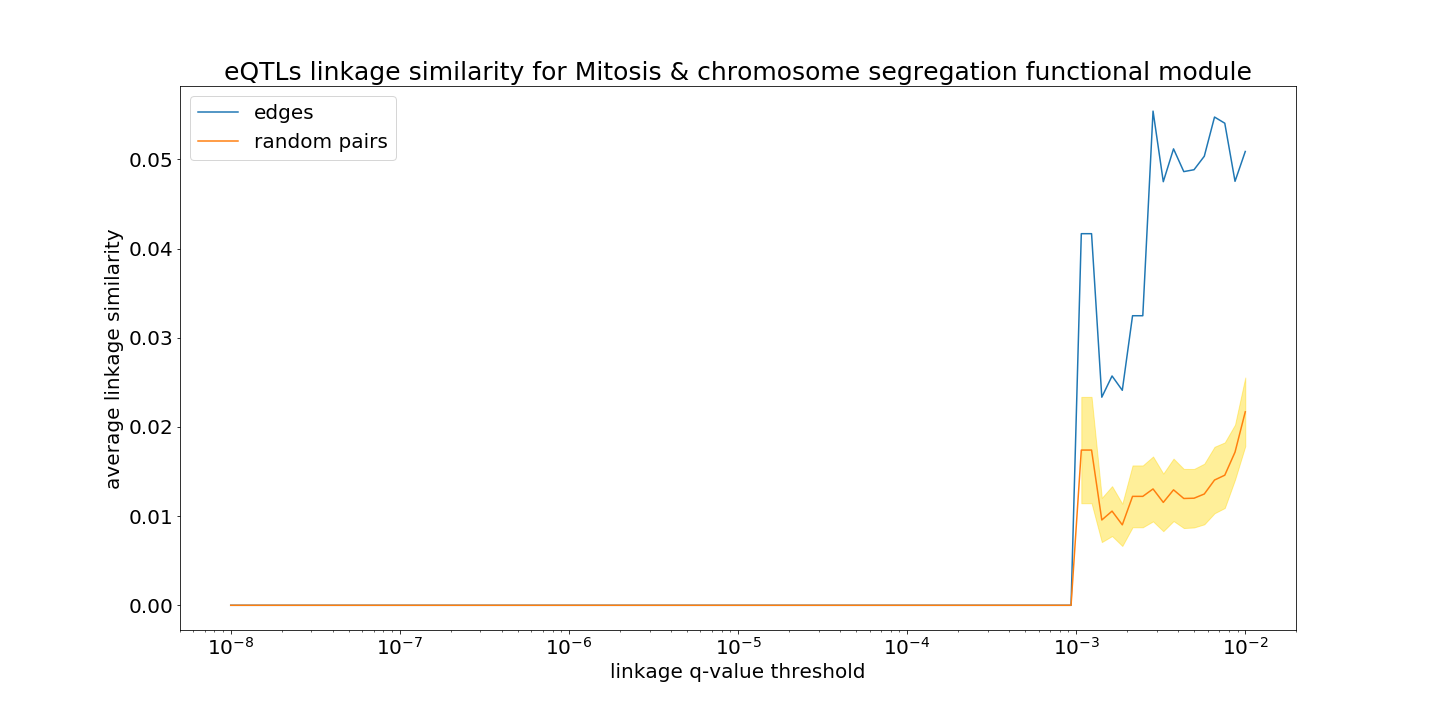 eQTLs linkage similarity for Mitosis & chromosome segregation functional module
edges
random pairs
average linkage similarity
0.05
0.04
0.03
0.02
0.01
0.00
10⁻⁸ 10⁻⁷ 10⁻⁶ 10⁻⁵ 10⁻⁴ 10⁻³ 10⁻²
linkage q-value threshold